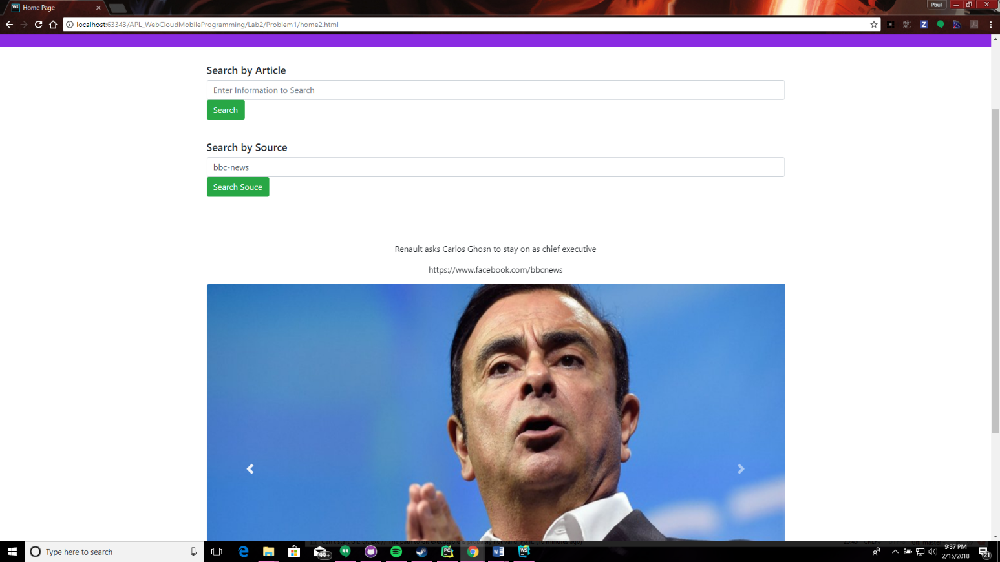 Home Page
Paul
localhost:63343/APL_WebCloudMobileProgramming/Lab2/Problem1/home2.html
Search by Article
Enter Information to Search
Search
Search by Source
bbc-news
Search Souce
Renault asks Carlos Ghosn to stay on as chief executive
https://www.facebook.com/bbcnews
Type here to search
99+
9:37 PM
2/15/2018
21